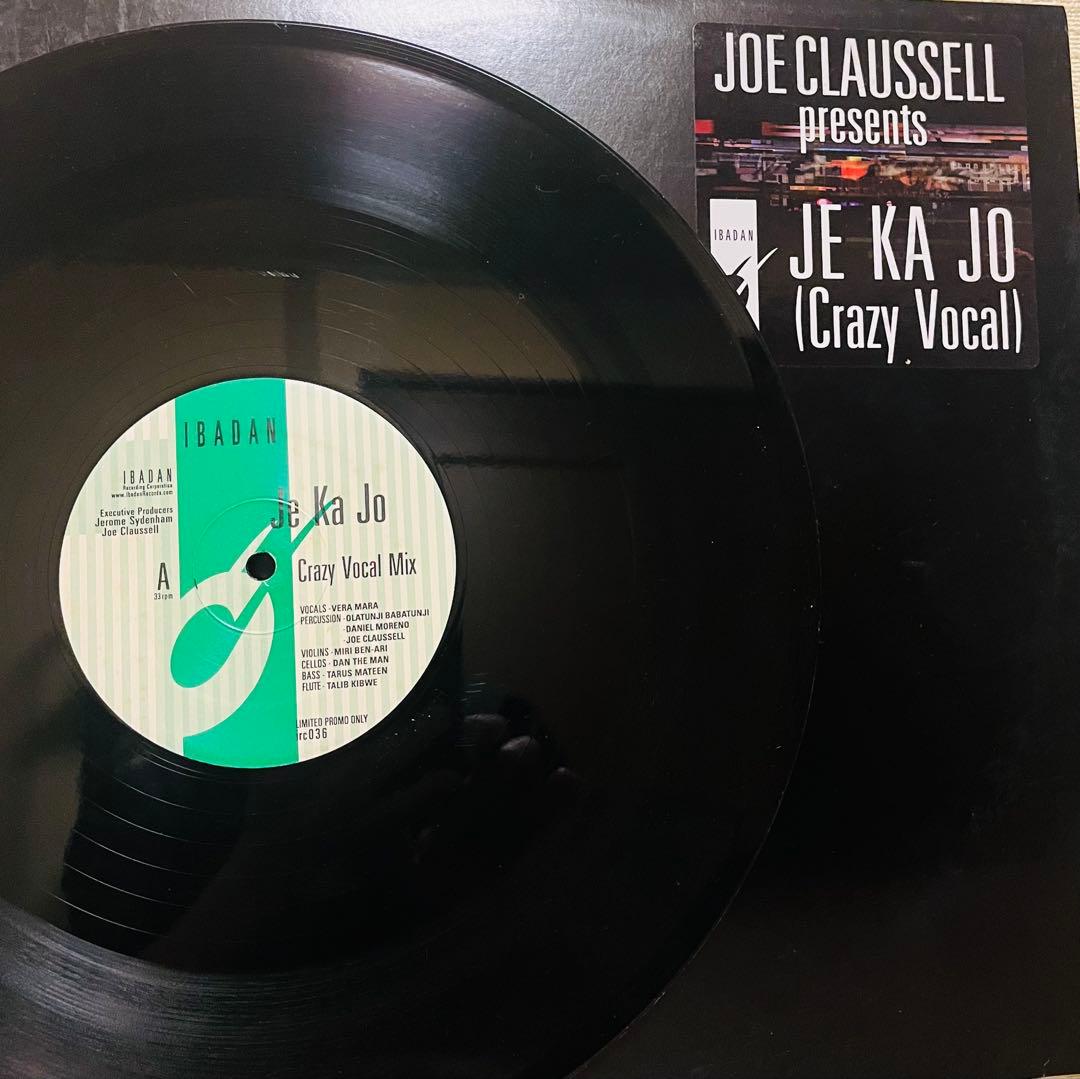 JOE CLAUSSELL
presents
IBADAN
JE KA JO
(Crazy Vocal)
IBADAN
IBADAN
Recording Corporation
www.IbadanRecords.com
Executive Producers
Jerome Sydenham
Joe Claussell
A
33rpm
Je Ka Jo
Crazy Vocal Mix
VOCALS - VERA MARA
PERCUSSION - OLATUNJI BABATUNJI
- DANIEL MORENO
- JOE CLAUSSELL
VIOLINS - MIRI BEN-ARI
CELLOS - DAN THE MAN
BASS - TARUS MATEEN
FLUTE - TALIB KIBWE
LIMITED PROMO ONLY
irc036